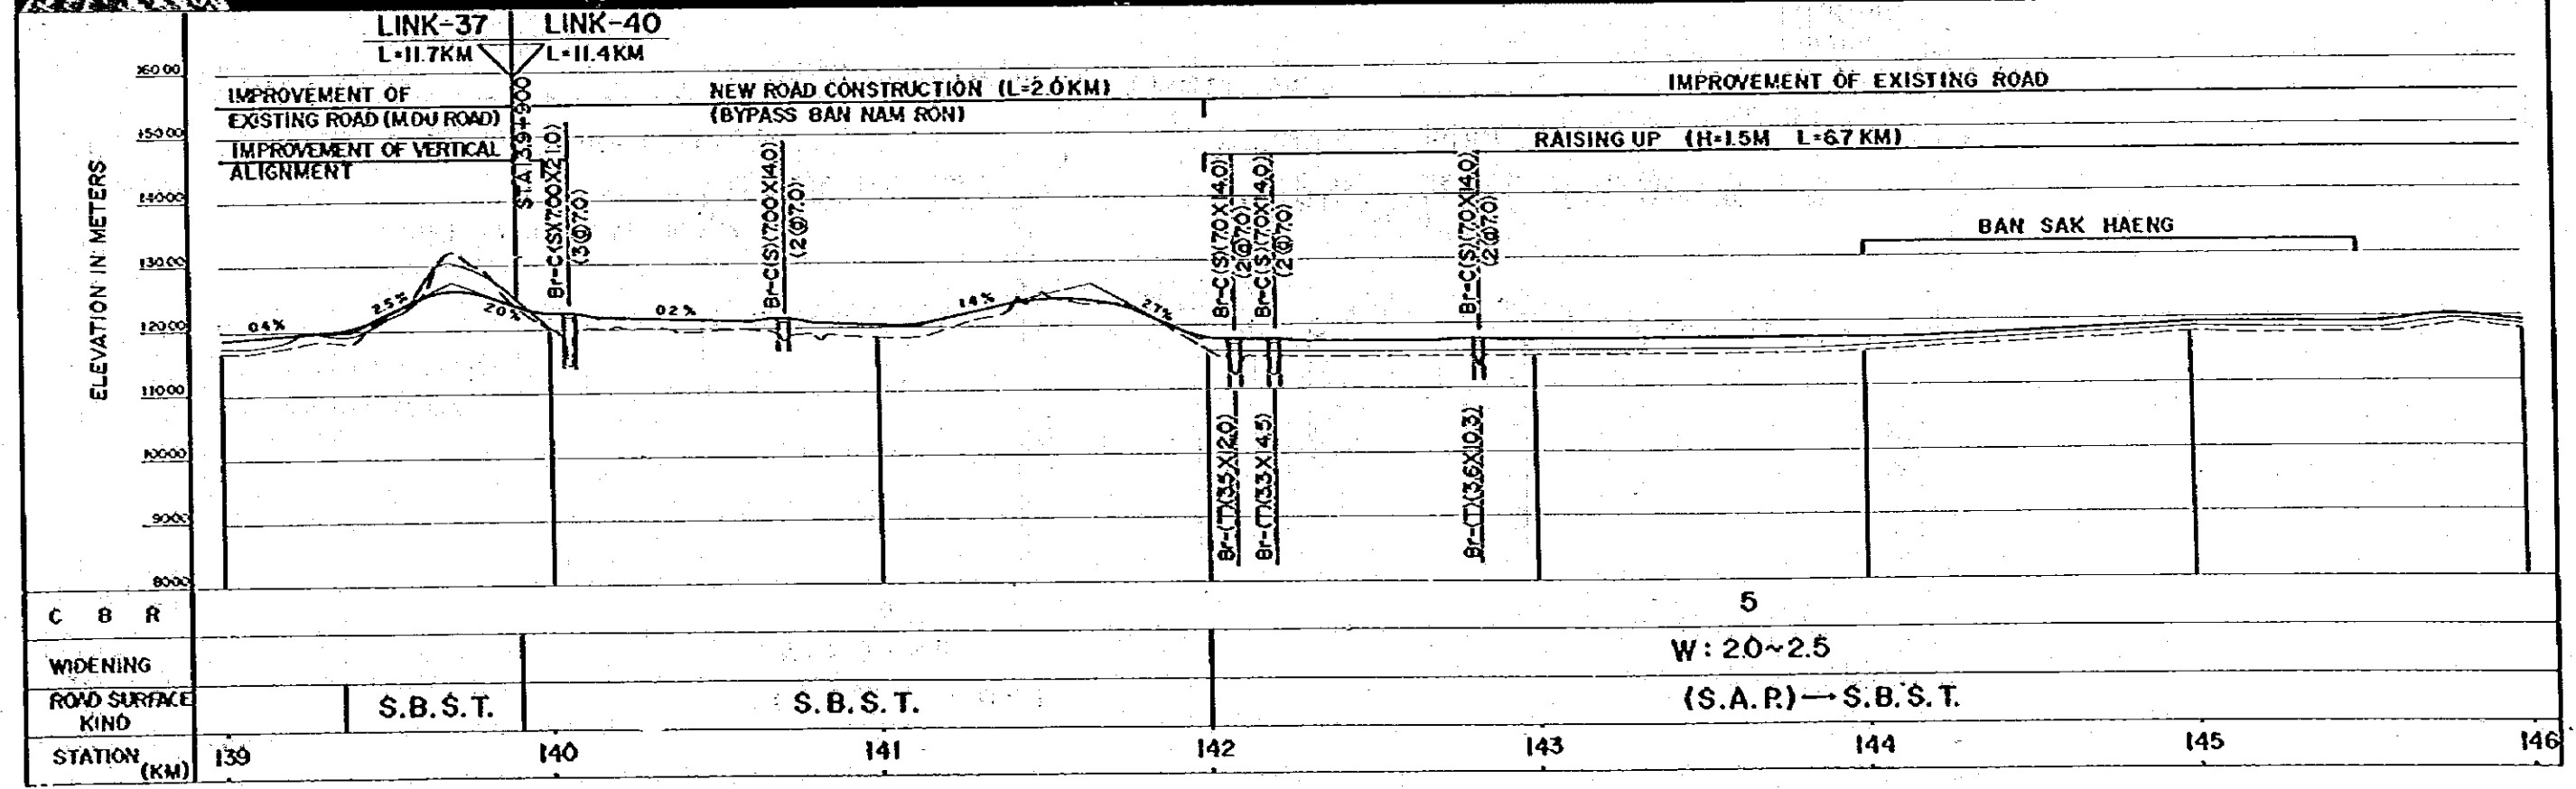 LINK-37 LINK-40
L=11.7KM L=11.4KM
IMPROVEMENT OF
EXISTING ROAD (M.D.U ROAD)
IMPROVEMENT OF VERTICAL
ALIGNMENT
STA.139+900
NEW ROAD CONSTRUCTION (L=2.0KM)
(BYPASS BAN NAM RON)
IMPROVEMENT OF EXISTING ROAD
RAISING UP (H=1.5M L=6.7 KM)
BAN SAK HAENG
ELEVATION IN METERS
160.00
150.00
140.00
130.00
120.00
110.00
100.00
90.00
80.00
Br-C(S)(7.00X21.0)
(3@7.0)
Br-C(S)(7.00X14.0)
(2@7.0)
Br-C(S)(7.0X14.0)
(2@7.0)
Br-C(S)(7.0X14.0)
(2@7.0)
Br-C(S)(7.0X14.0)
(2@7.0)
0.4%
2.5%
2.0%
0.2%
1.4%
2.7%
Br-(T)(3.5X12.0)
Br-(T)(3.3X14.5)
Br-(T)(3.6X10.3)
C B R 5
WIDENING W: 2.0~2.5
ROAD SURFACE
KIND
S.B.S.T. S.B.S.T. (S.A.P.)→S.B.S.T.
STATION (KM) 139 140 141 142 143 144 145 146